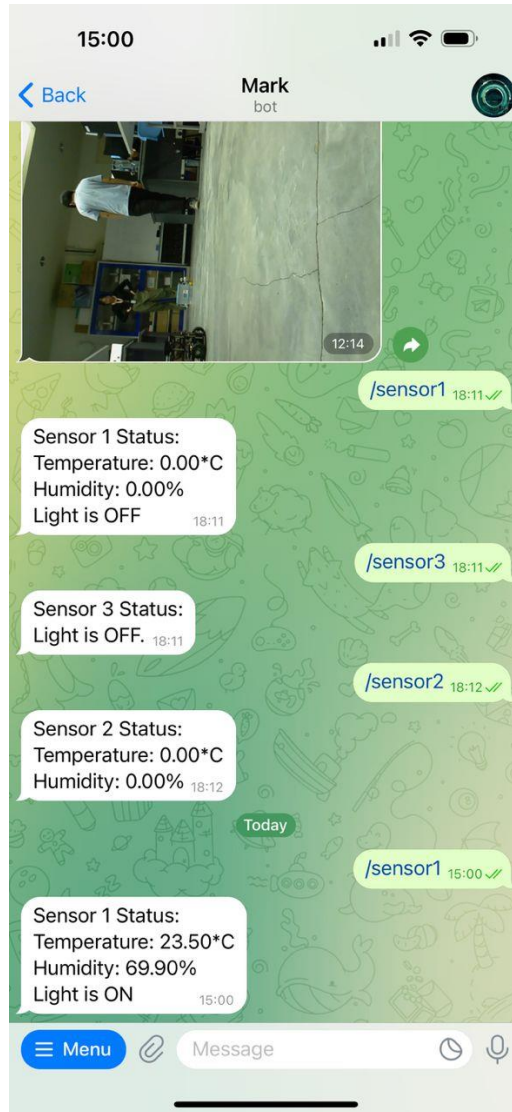 15:00
Back
Mark
bot
12:14
/sensor1 18:11
Sensor 1 Status:
Temperature: 0.00*C
Humidity: 0.00%
Light is OFF 18:11
/sensor3 18:11
Sensor 3 Status:
Light is OFF. 18:11
/sensor2 18:12
Sensor 2 Status:
Temperature: 0.00*C
Humidity: 0.00% 18:12
Today
/sensor1 15:00
Sensor 1 Status:
Temperature: 23.50*C
Humidity: 69.90%
Light is ON 15:00
Menu
Message